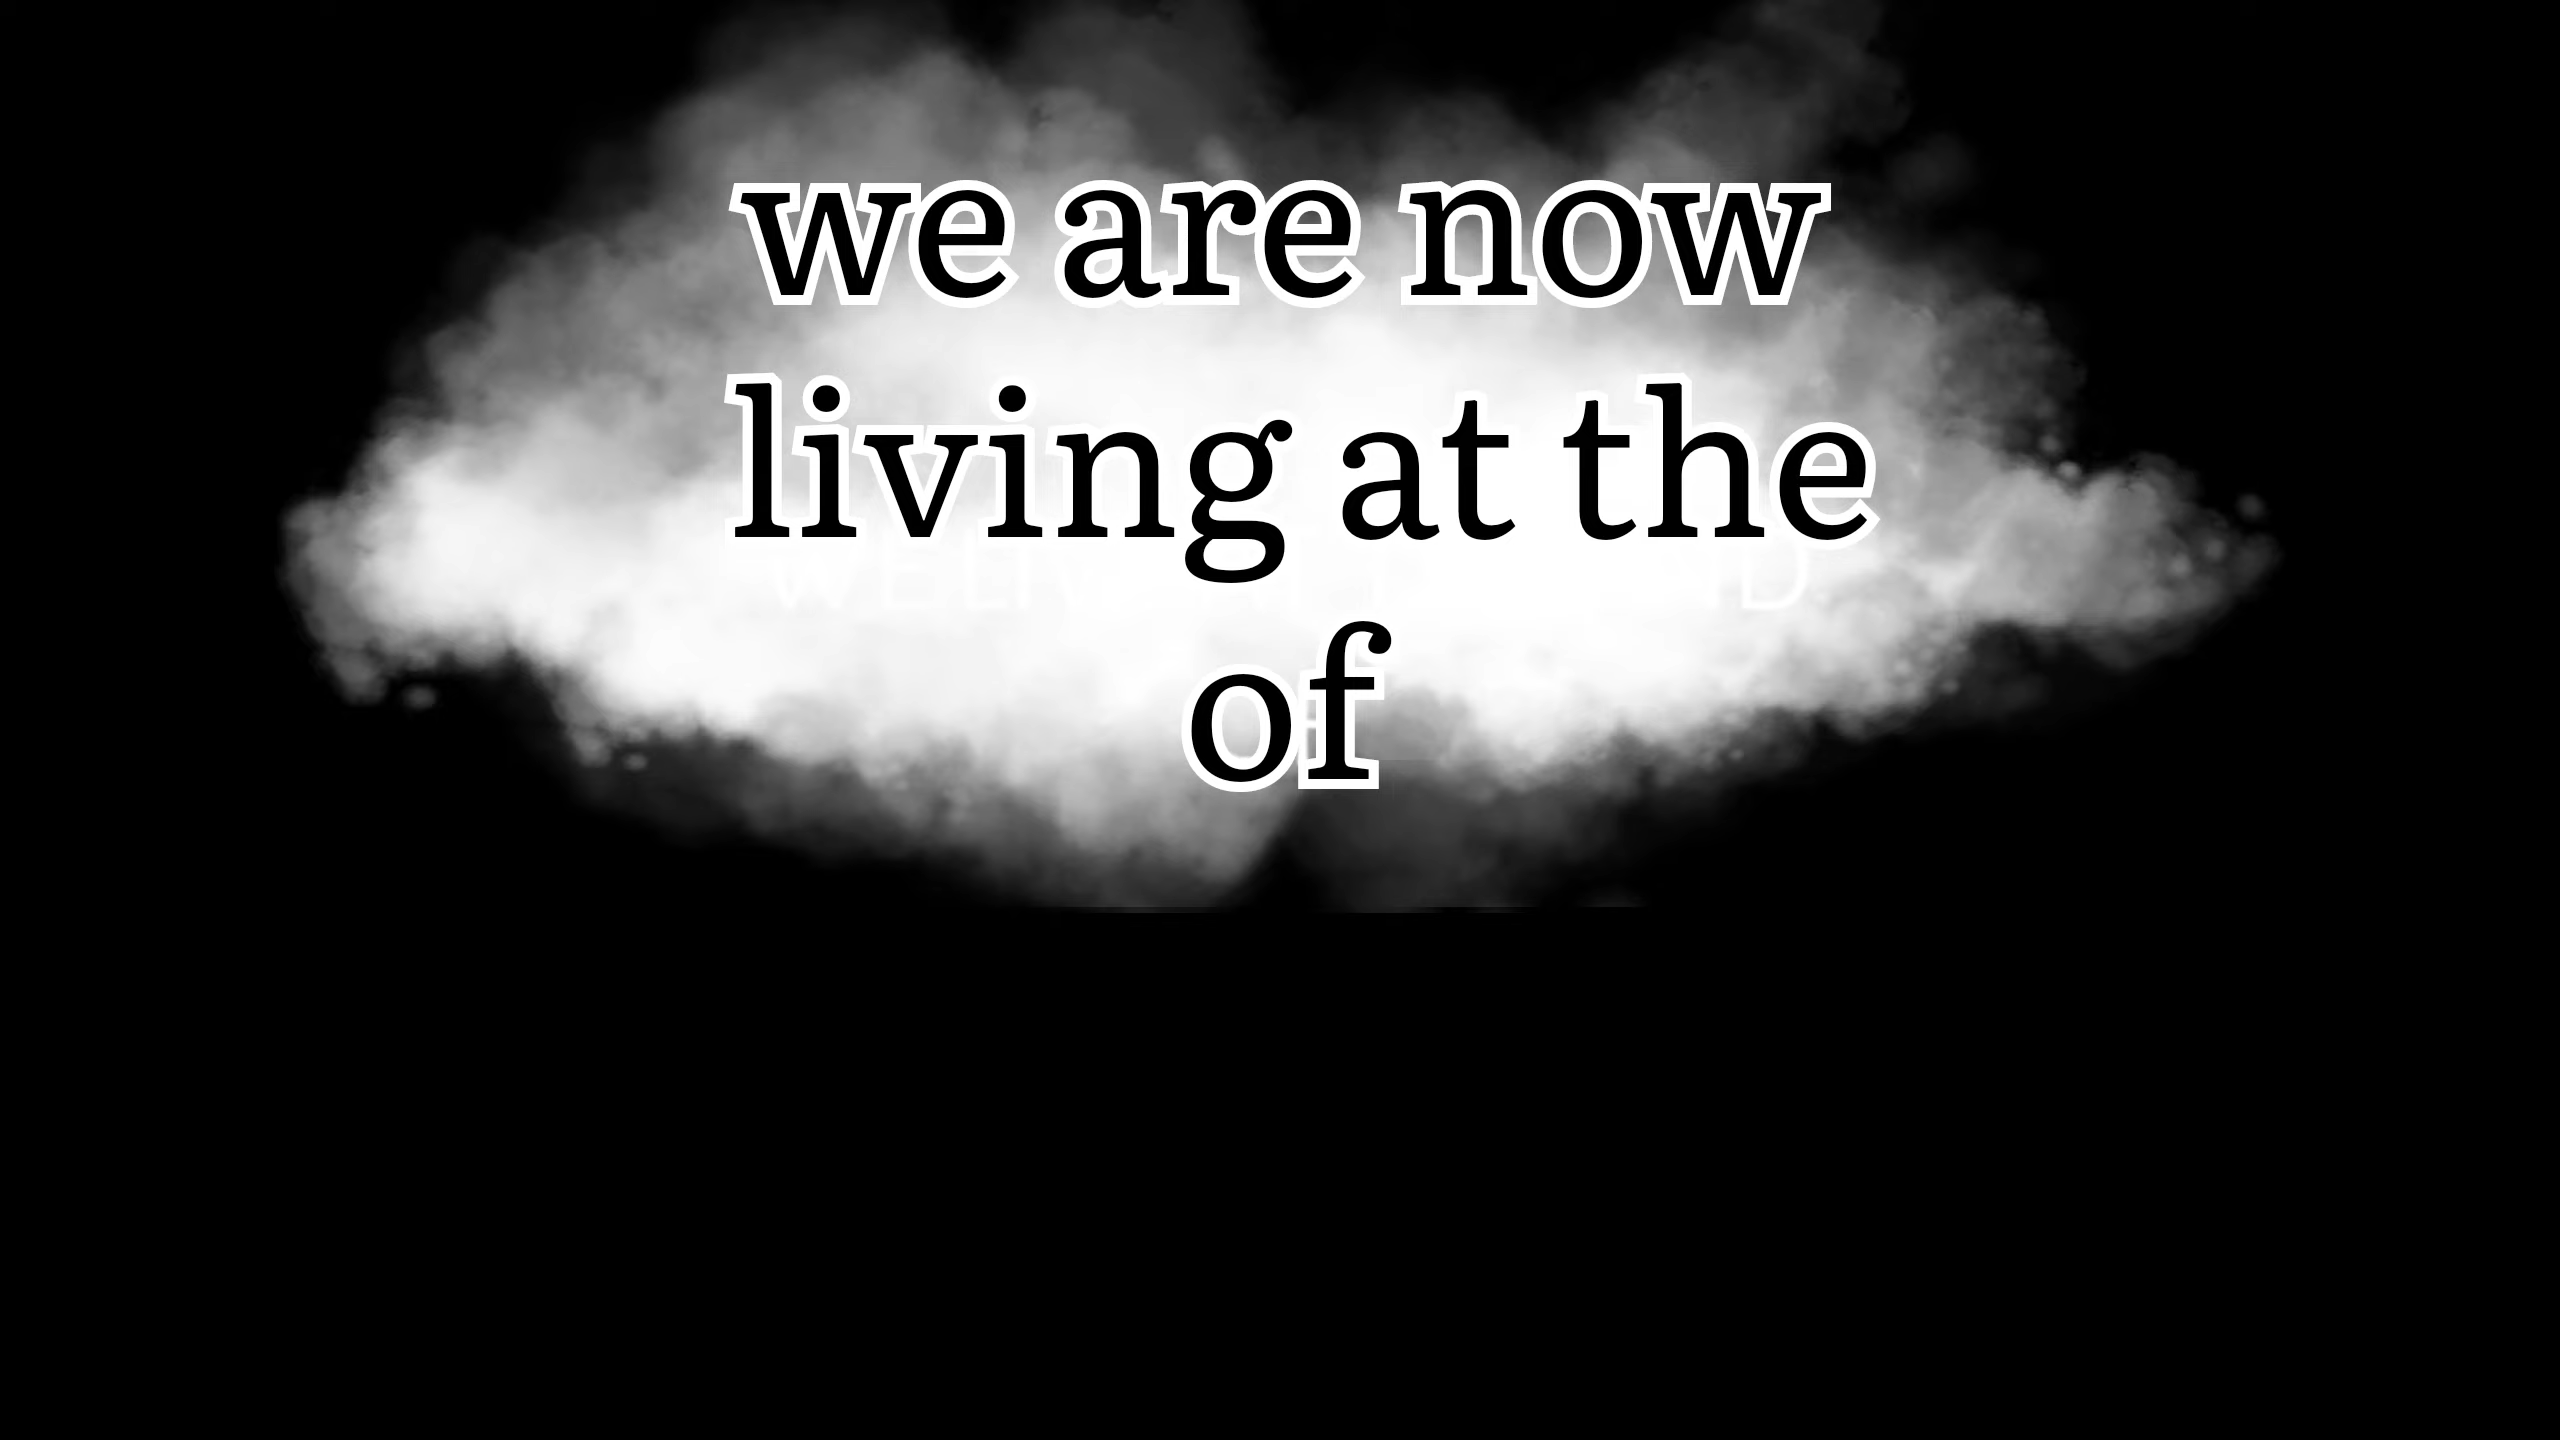 we are now
living at the
of